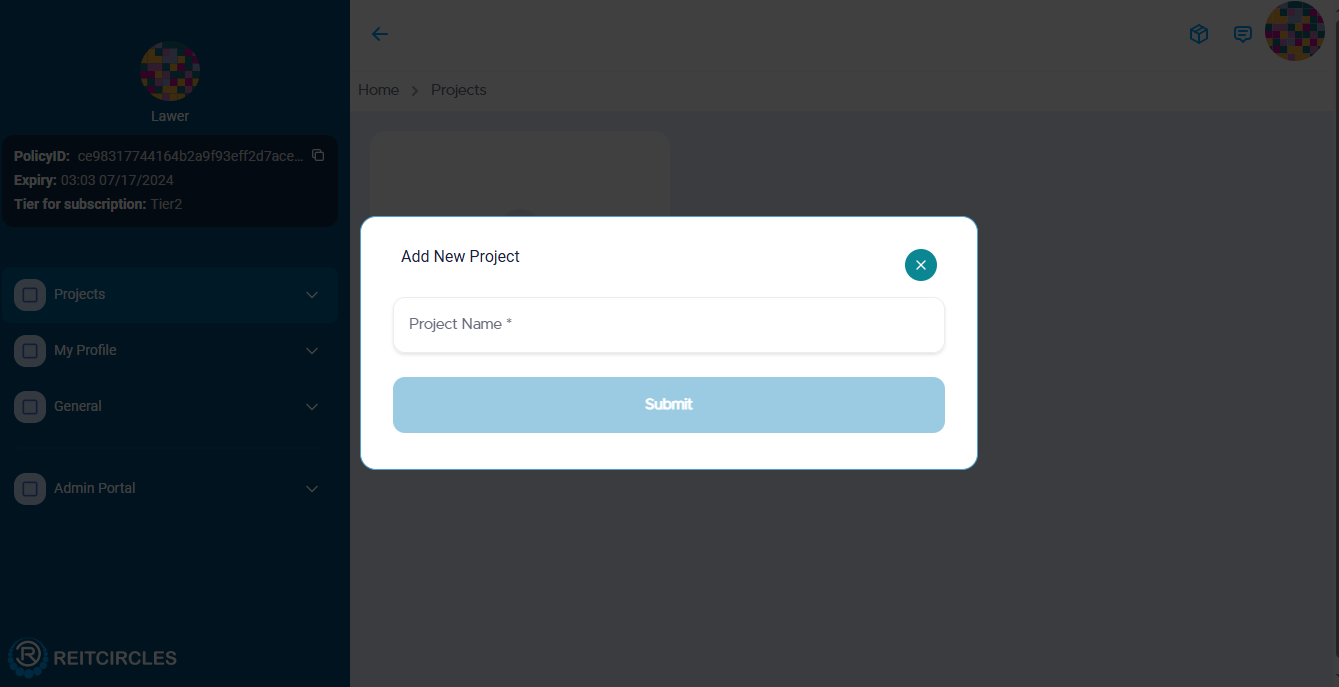 Lawer
PolicyID: ce98317744164b2a9f93eff2d7ace...
Expiry: 03:03 07/17/2024
Tier for subscription: Tier2
Projects
My Profile
General
Admin Portal
REITCIRCLES
Home > Projects
Add New Project
Project Name *
Submit